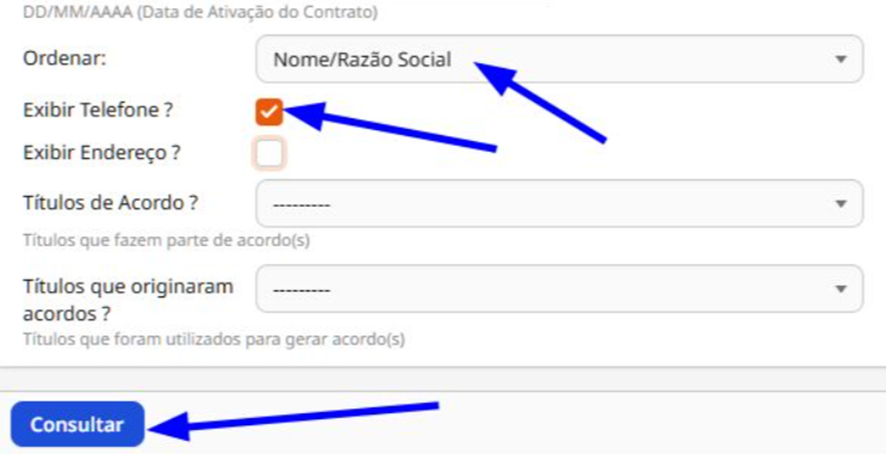 DD/MM/AAAA (Data de Ativação do Contrato)
Ordenar:
Nome/Razão Social
Exibir Telefone ?
Exibir Endereço ?
Títulos de Acordo ?
---------
Títulos que fazem parte de acordo(s)
Títulos que originaram
acordos ?
---------
Títulos que foram utilizados para gerar acordo(s)
Consultar